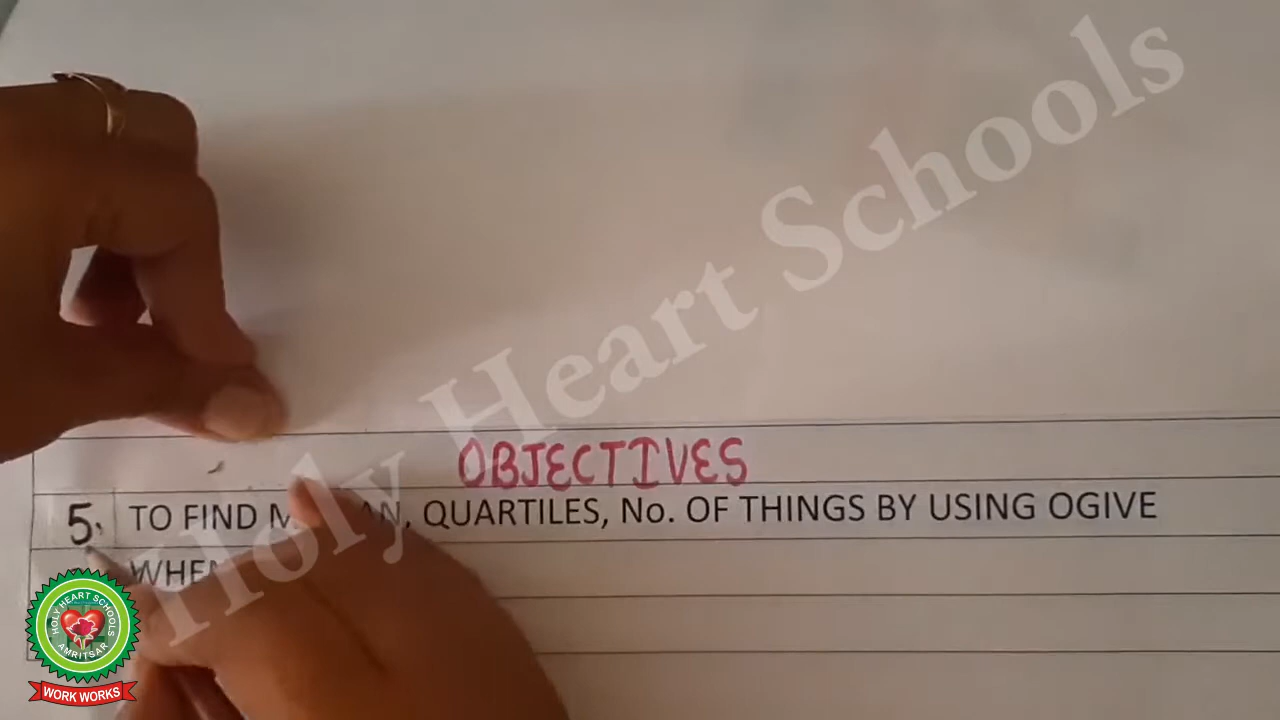 Holy Heart Schools
OBJECTIVES
5. TO FIND AN, QUARTILES, No. OF THINGS BY USING OGIVE
WHEN
HOLY HEART SCHOOLS
AMRITSAR
WORK WORKS